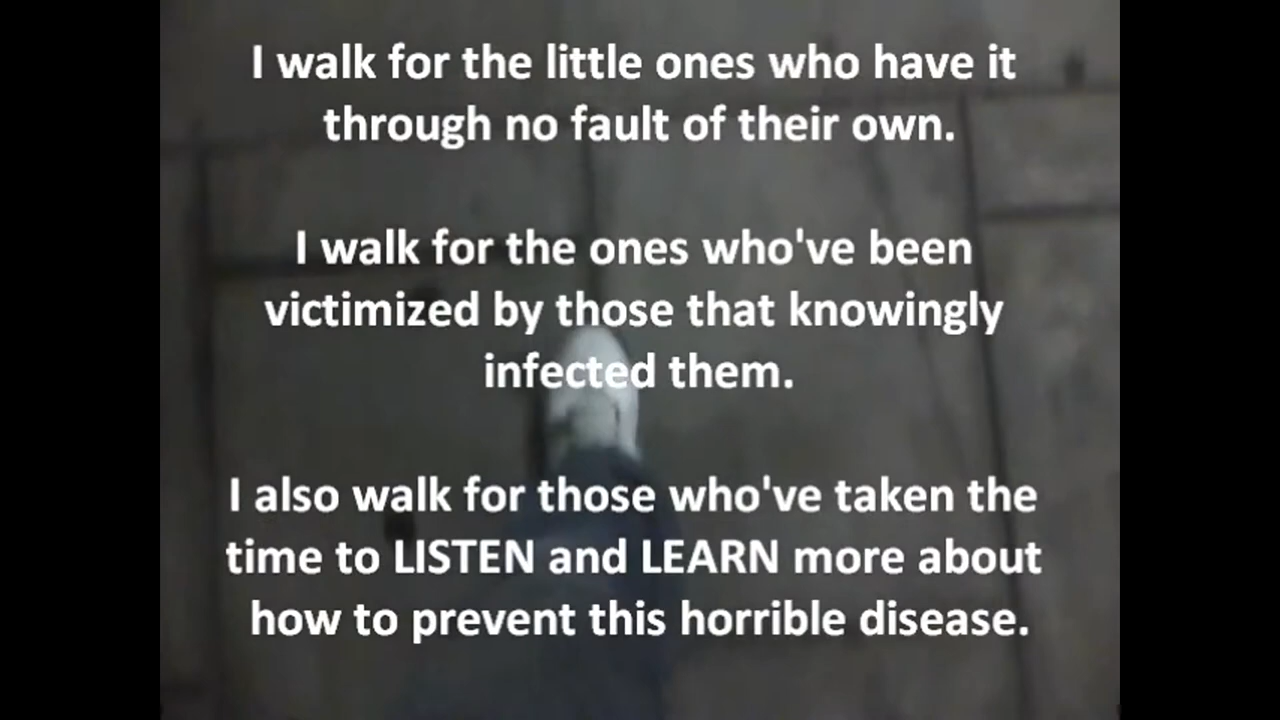 I walk for the little ones who have it
through no fault of their own.
I walk for the ones who've been
victimized by those that knowingly
infected them.
I also walk for those who've taken the
time to LISTEN and LEARN more about
how to prevent this horrible disease.